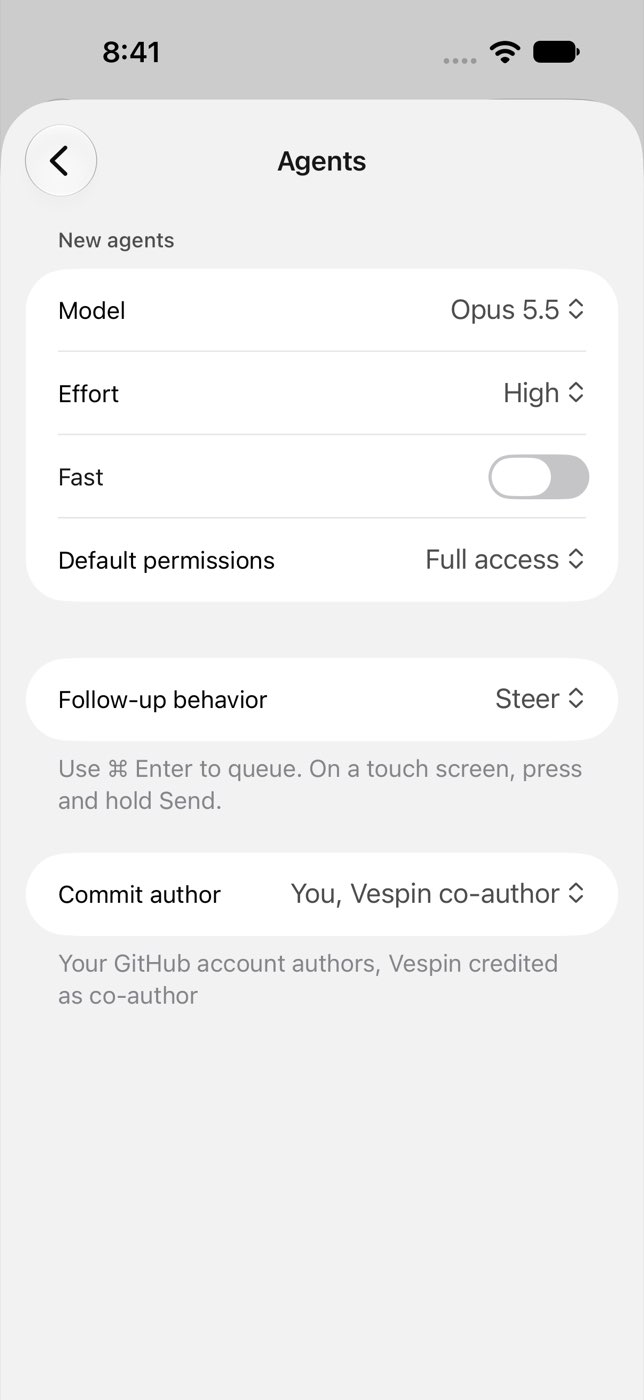 8:41
Agents
New agents
Model Opus 5.5
Effort High
Fast
Default permissions Full access
Follow-up behavior Steer
Use ⌘ Enter to queue. On a touch screen, press
and hold Send.
Commit author You, Vespin co-author
Your GitHub account authors, Vespin credited
as co-author